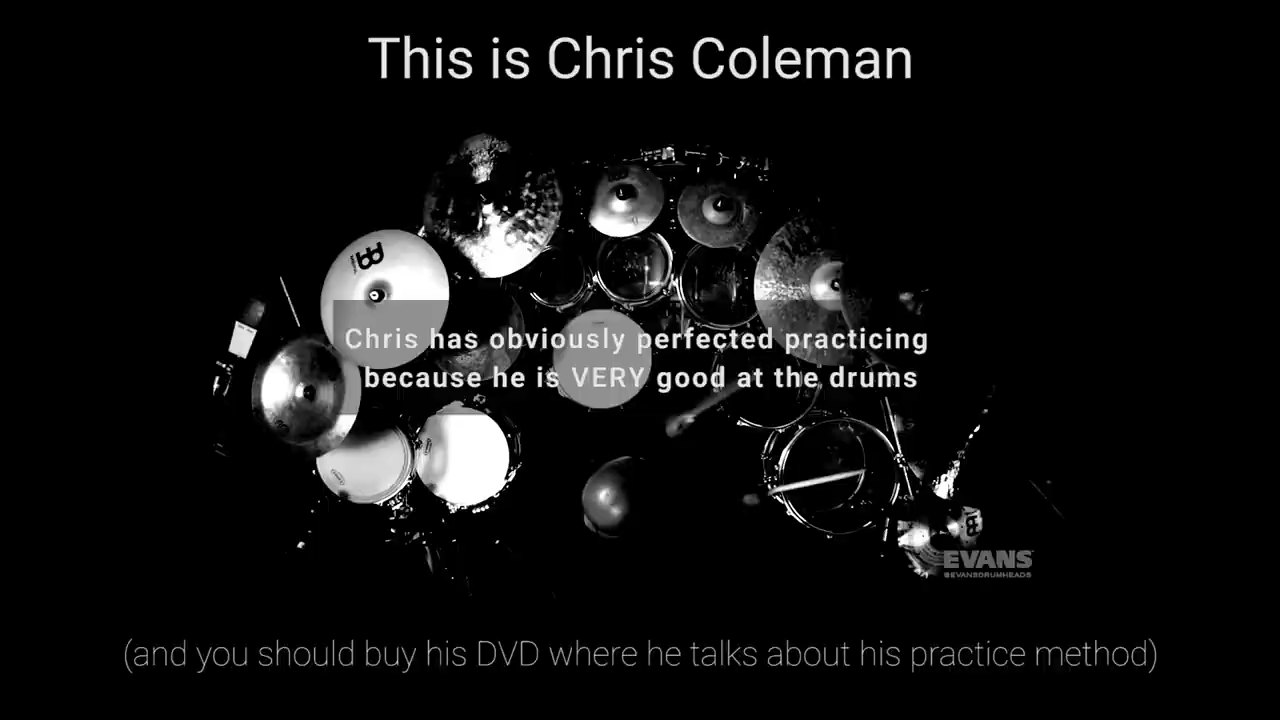 This is Chris Coleman
Chris has obviously perfected practicing
because he is VERY good at the drums
EVANS
@EVANSDRUMHEADS
(and you should buy his DVD where he talks about his practice method)